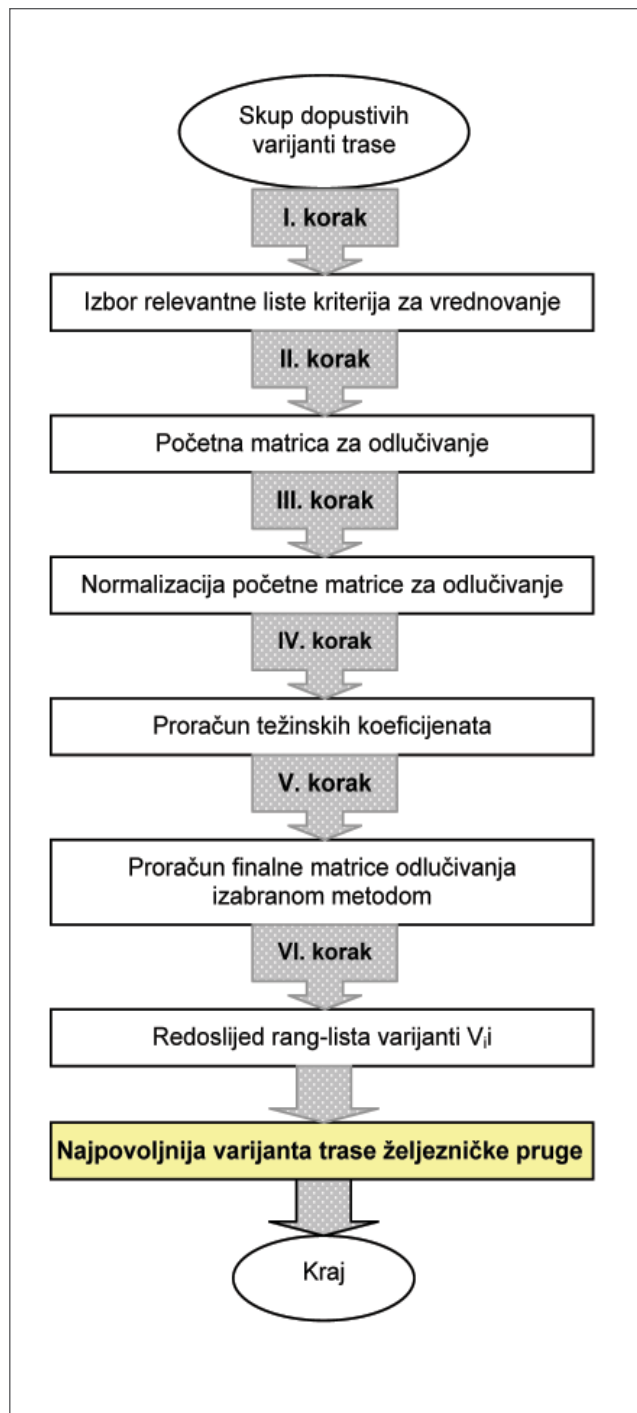 Skup dopustivih
varijanti trase
I. korak
Izbor relevantne liste kriterija za vrednovanje
II. korak
Početna matrica za odlučivanje
III. korak
Normalizacija početne matrice za odlučivanje
IV. korak
Proračun težinskih koeficijenata
V. korak
Proračun finalne matrice odlučivanja
izabranom metodom
VI. korak
Redoslijed rang-lista varijanti Vᵢi
Najpovoljnija varijanta trase željezničke pruge
Kraj